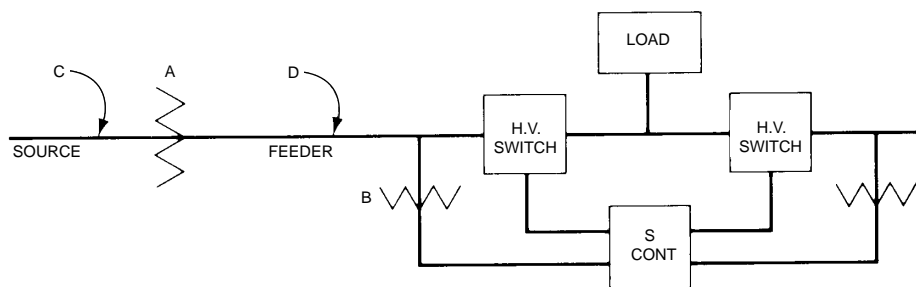 LOAD
C
A
D
H.V.
SWITCH
H.V.
SWITCH
SOURCE
FEEDER
B
S
CONT